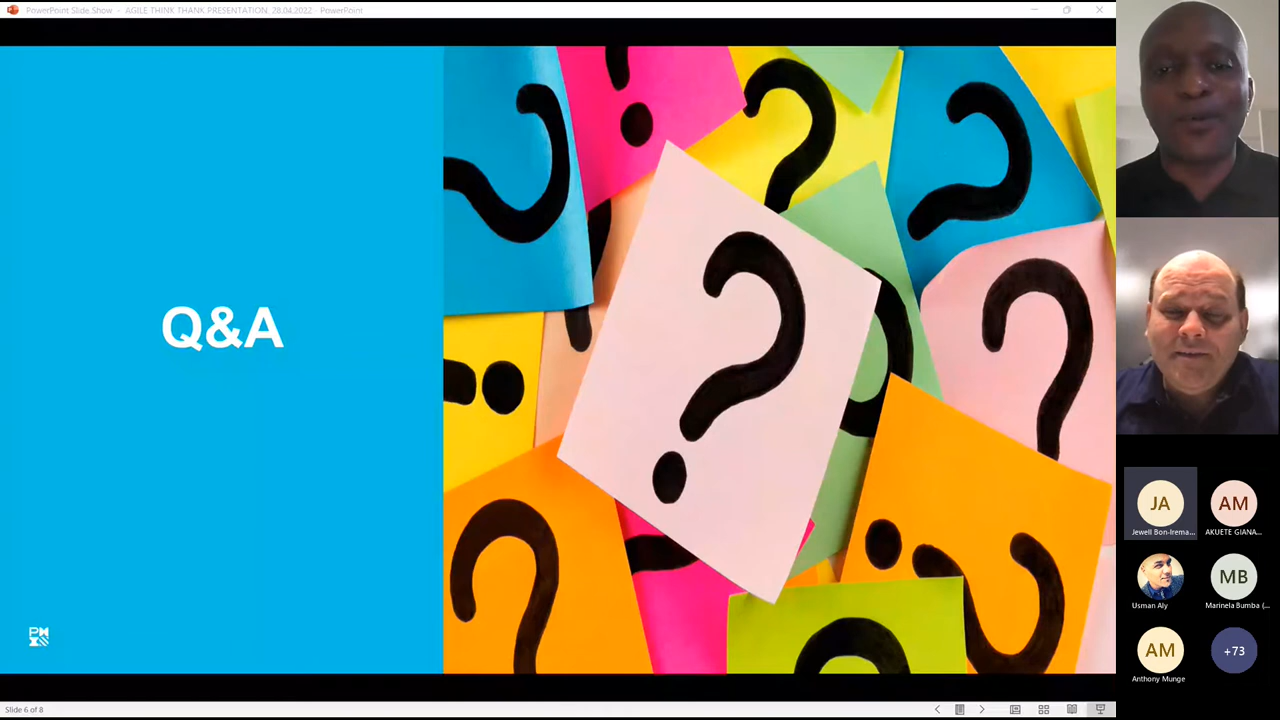 PowerPoint Slide Show - AGILE THINK THANK PRESENTATION_28.04.2022 - PowerPoint
Q&A
PM
JA
AM
Jewell Bon-Irema...
AKUETE GIANA...
MB
Usman Aly
Marinela Bumba (...
AM
+73
Anthony Munge
Slide 6 of 8